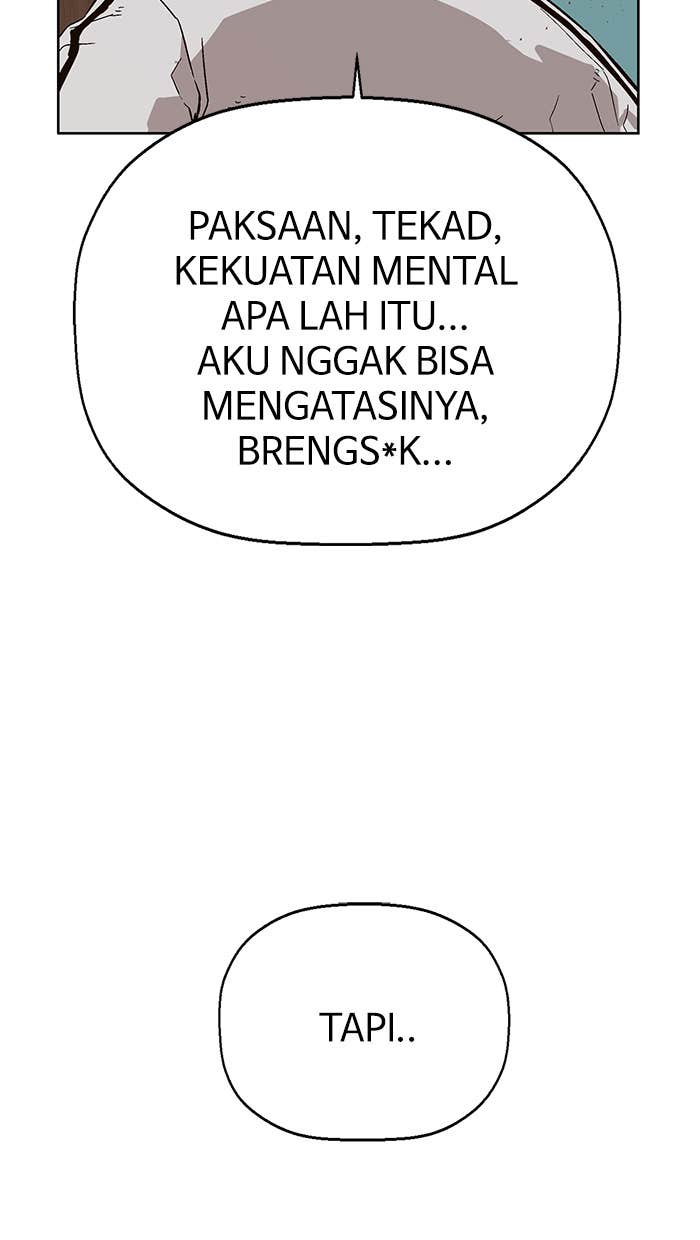 PAKSAAN, TEKAD,
KEKUATAN MENTAL
APA LAH ITU...
AKU NGGAK BISA
MENGATASINYA,
BRENGS*K...
TAPI..